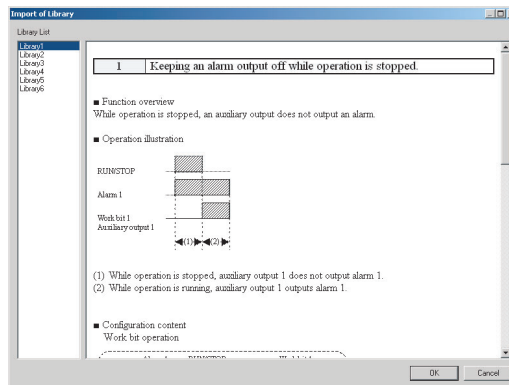 Import of Library
Library List
Library1
Library2
Library3
Library4
Library5
Library6
1 Keeping an alarm output off while operation is stopped.
■ Function overview
While operation is stopped, an auxiliary output does not output an alarm.
■ Operation illustration
RUN/STOP
Alarm 1
Work bit 1
Auxiliary output 1
(1) (2)
(1) While operation is stopped, auxiliary output 1 does not output alarm 1.
(2) While operation is running, auxiliary output 1 outputs alarm 1.
■ Configuration content
Work bit operation
OK Cancel